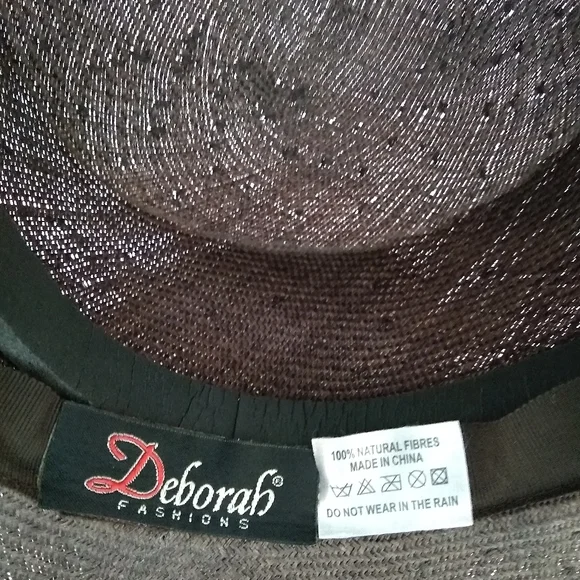 Deborah®
FASHIONS
100% NATURAL FIBRES
MADE IN CHINA
DO NOT WEAR IN THE RAIN